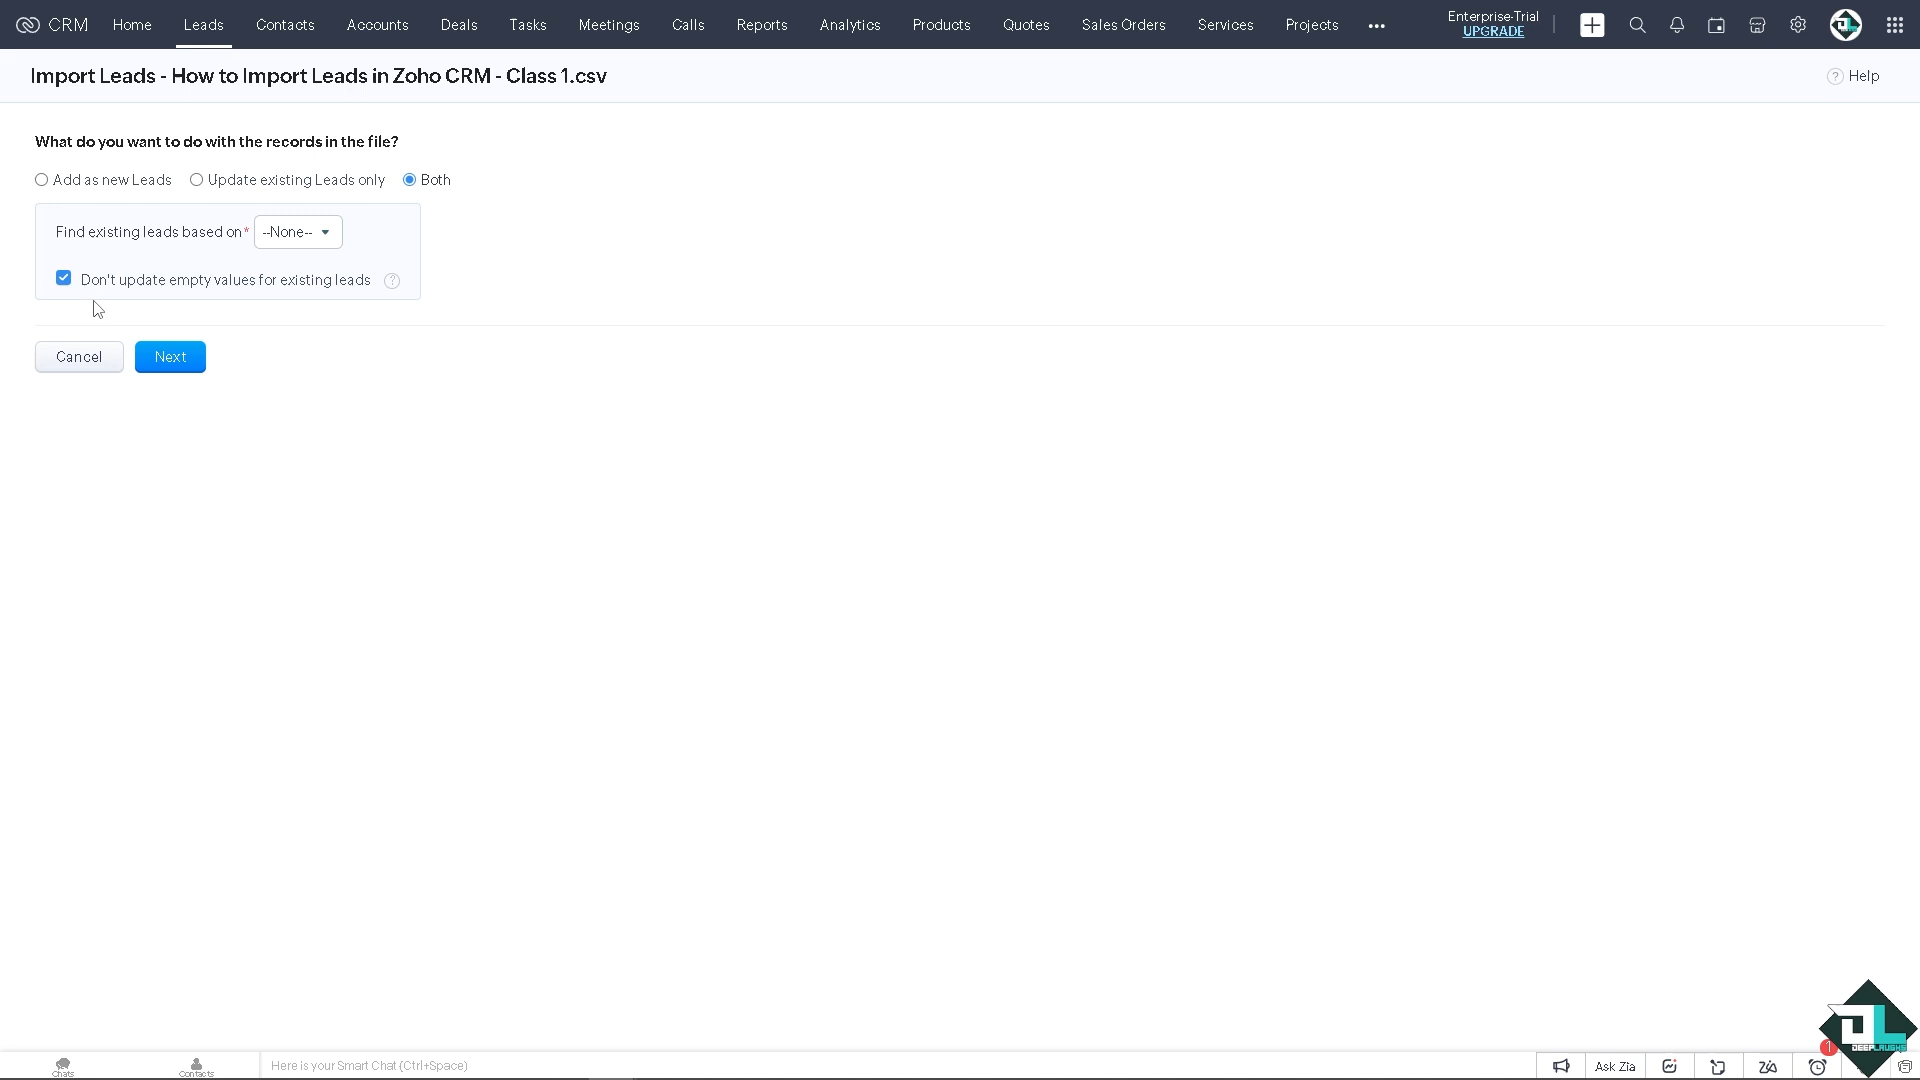 CRM Home Leads Contacts Accounts Deals Tasks Meetings Calls Reports Analytics Products Quotes Sales Orders Services Projects ••• Enterprise-Trial
UPGRADE
Import Leads - How to Import Leads in Zoho CRM - Class 1.csv
? Help
What do you want to do with the records in the file?
Add as new Leads Update existing Leads only Both
Find existing leads based on* --None--
Don't update empty values for existing leads ?
Cancel Next
Chats
Contacts
Here is your Smart Chat (Ctrl+Space)
Ask Zia
1
DEEPLAUGHS